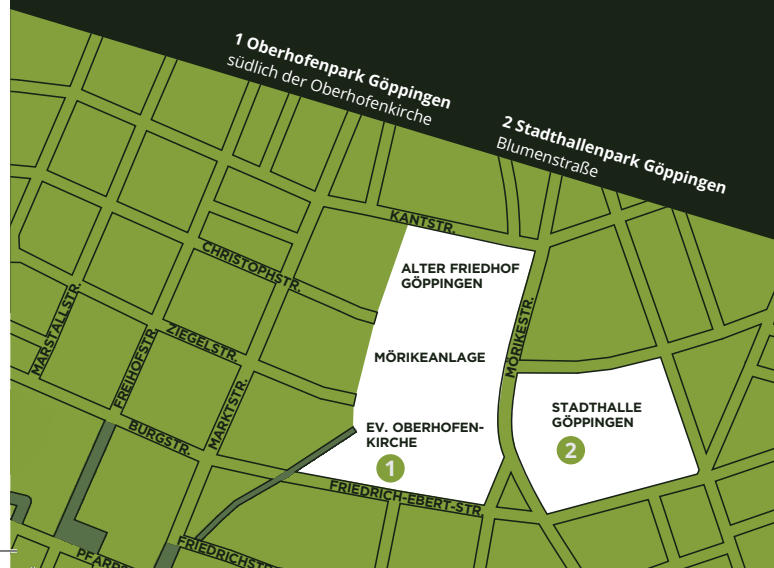 1 Oberhofenpark Göppingen
südlich der Oberhofenkirche
2 Stadthallenpark Göppingen
Blumenstraße
KANTSTR.
CHRISTOPHSTR.
ALTER FRIEDHOF
GÖPPINGEN
MÖRIKESTR.
MARSTALLSTR.
FREIHOFSTR.
ZIEGELSTR.
MÖRIKEANLAGE
MARKTSTR.
BURGSTR.
EV. OBERHOFEN-
KIRCHE
1
STADTHALLE
GÖPPINGEN
2
FRIEDRICH-EBERT-STR.
FRIEDRICHSTR